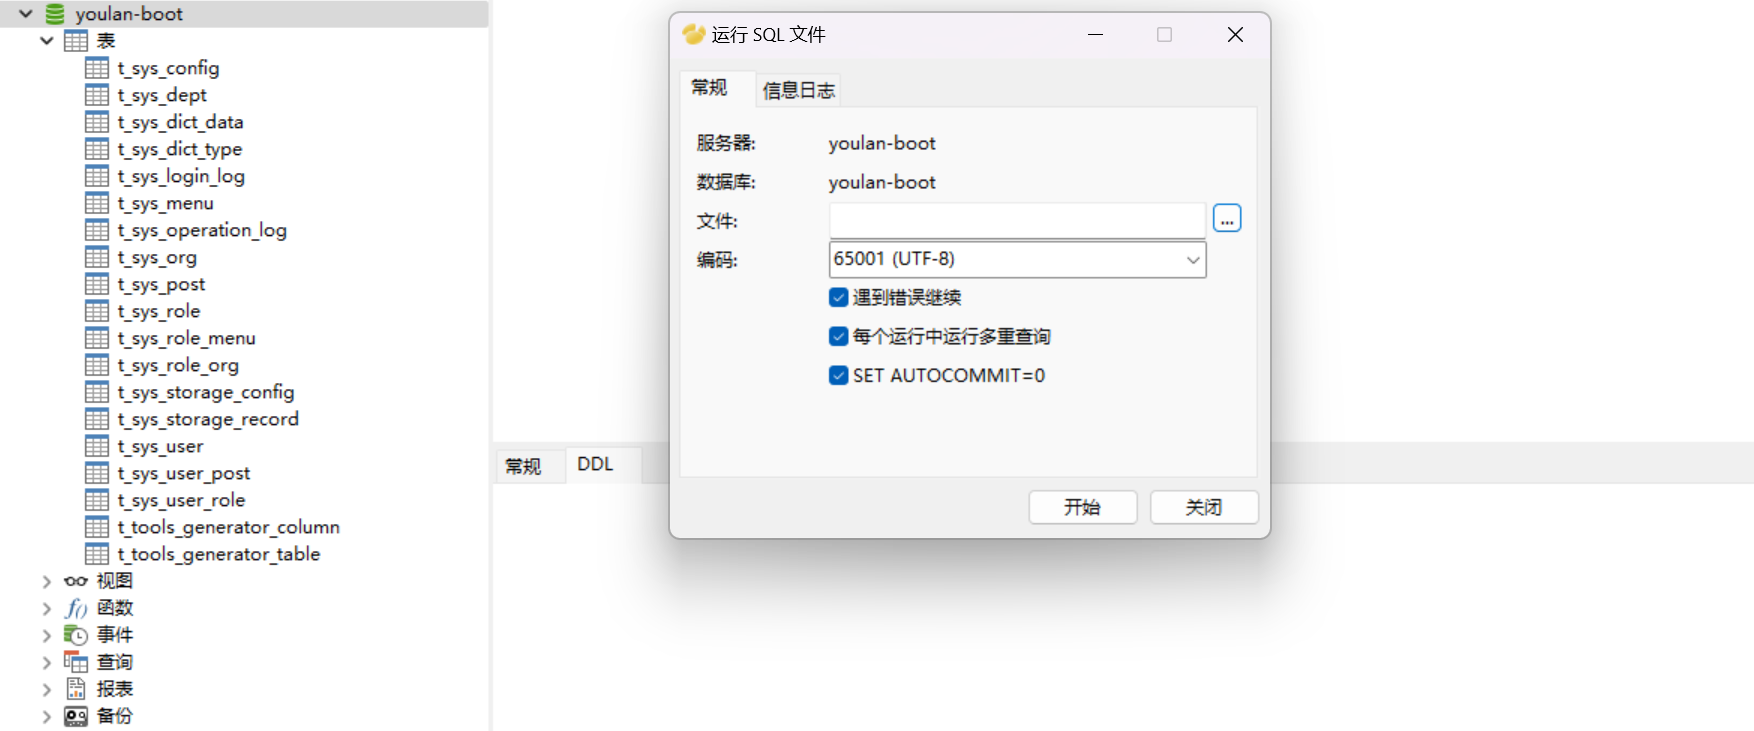 youlan-boot
表
t_sys_config
t_sys_dept
t_sys_dict_data
t_sys_dict_type
t_sys_login_log
t_sys_menu
t_sys_operation_log
t_sys_org
t_sys_post
t_sys_role
t_sys_role_menu
t_sys_role_org
t_sys_storage_config
t_sys_storage_record
t_sys_user
t_sys_user_post
t_sys_user_role
t_tools_generator_column
t_tools_generator_table
视图
f() 函数
事件
查询
报表
备份
运行 SQL 文件
常规 信息日志
服务器: youlan-boot
数据库: youlan-boot
文件: ...
编码: 65001 (UTF-8)
遇到错误继续
每个运行中运行多重查询
SET AUTOCOMMIT=0
开始 关闭
常规 DDL